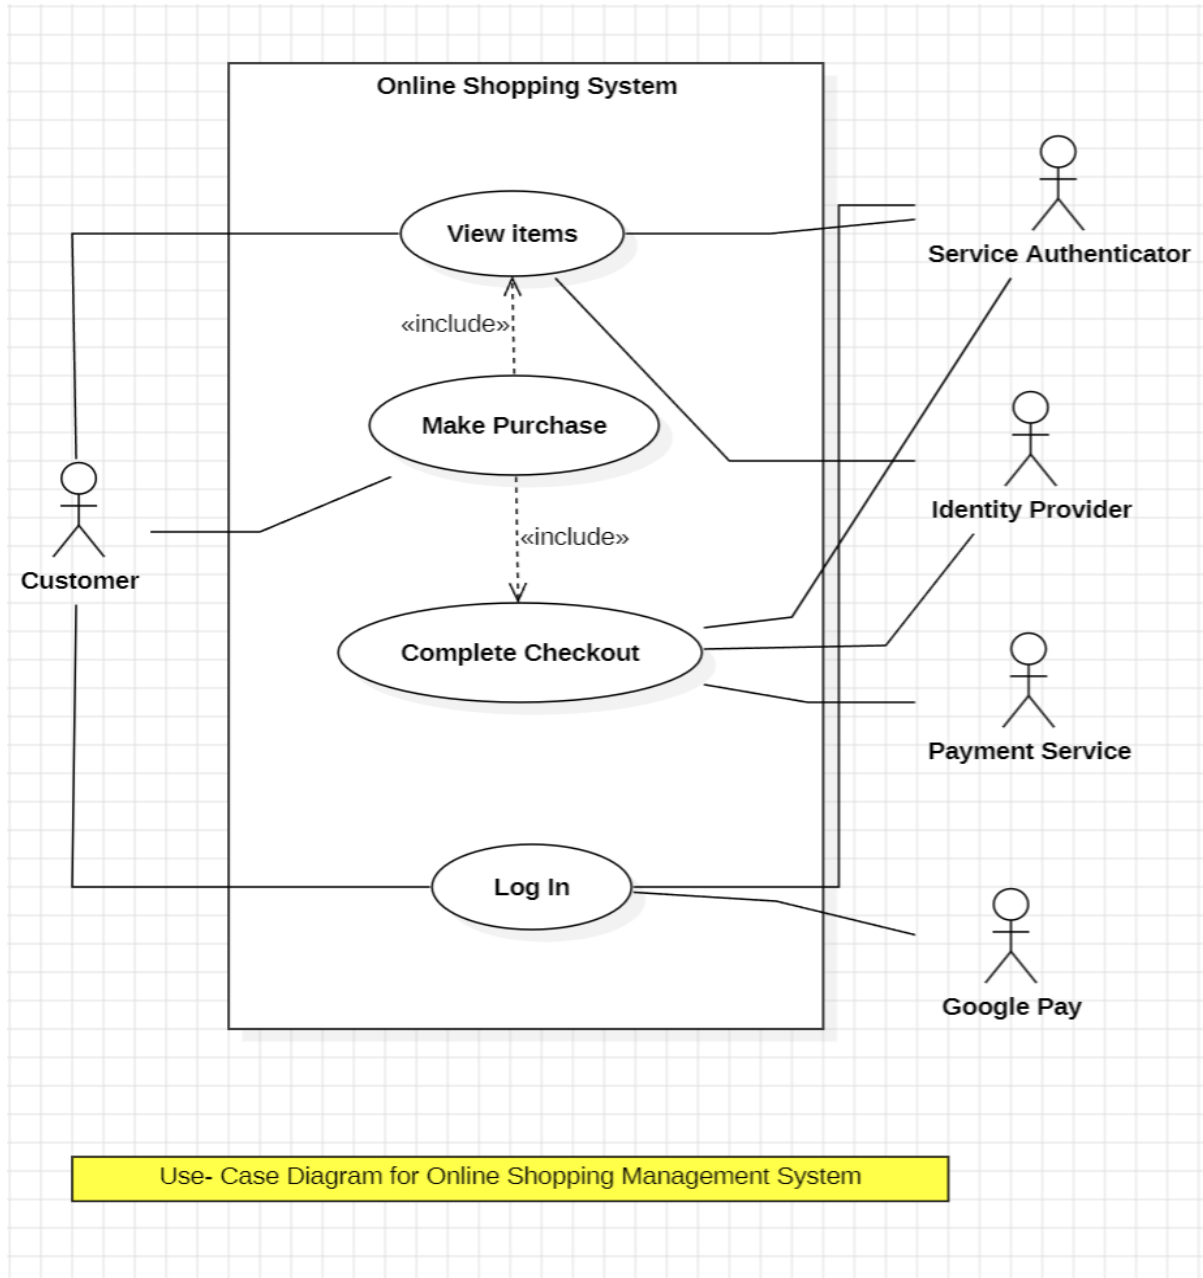 Online Shopping System
View items
Service Authenticator
«include»
Make Purchase
Identity Provider
«include»
Customer
Complete Checkout
Payment Service
Log In
Google Pay
Use- Case Diagram for Online Shopping Management System